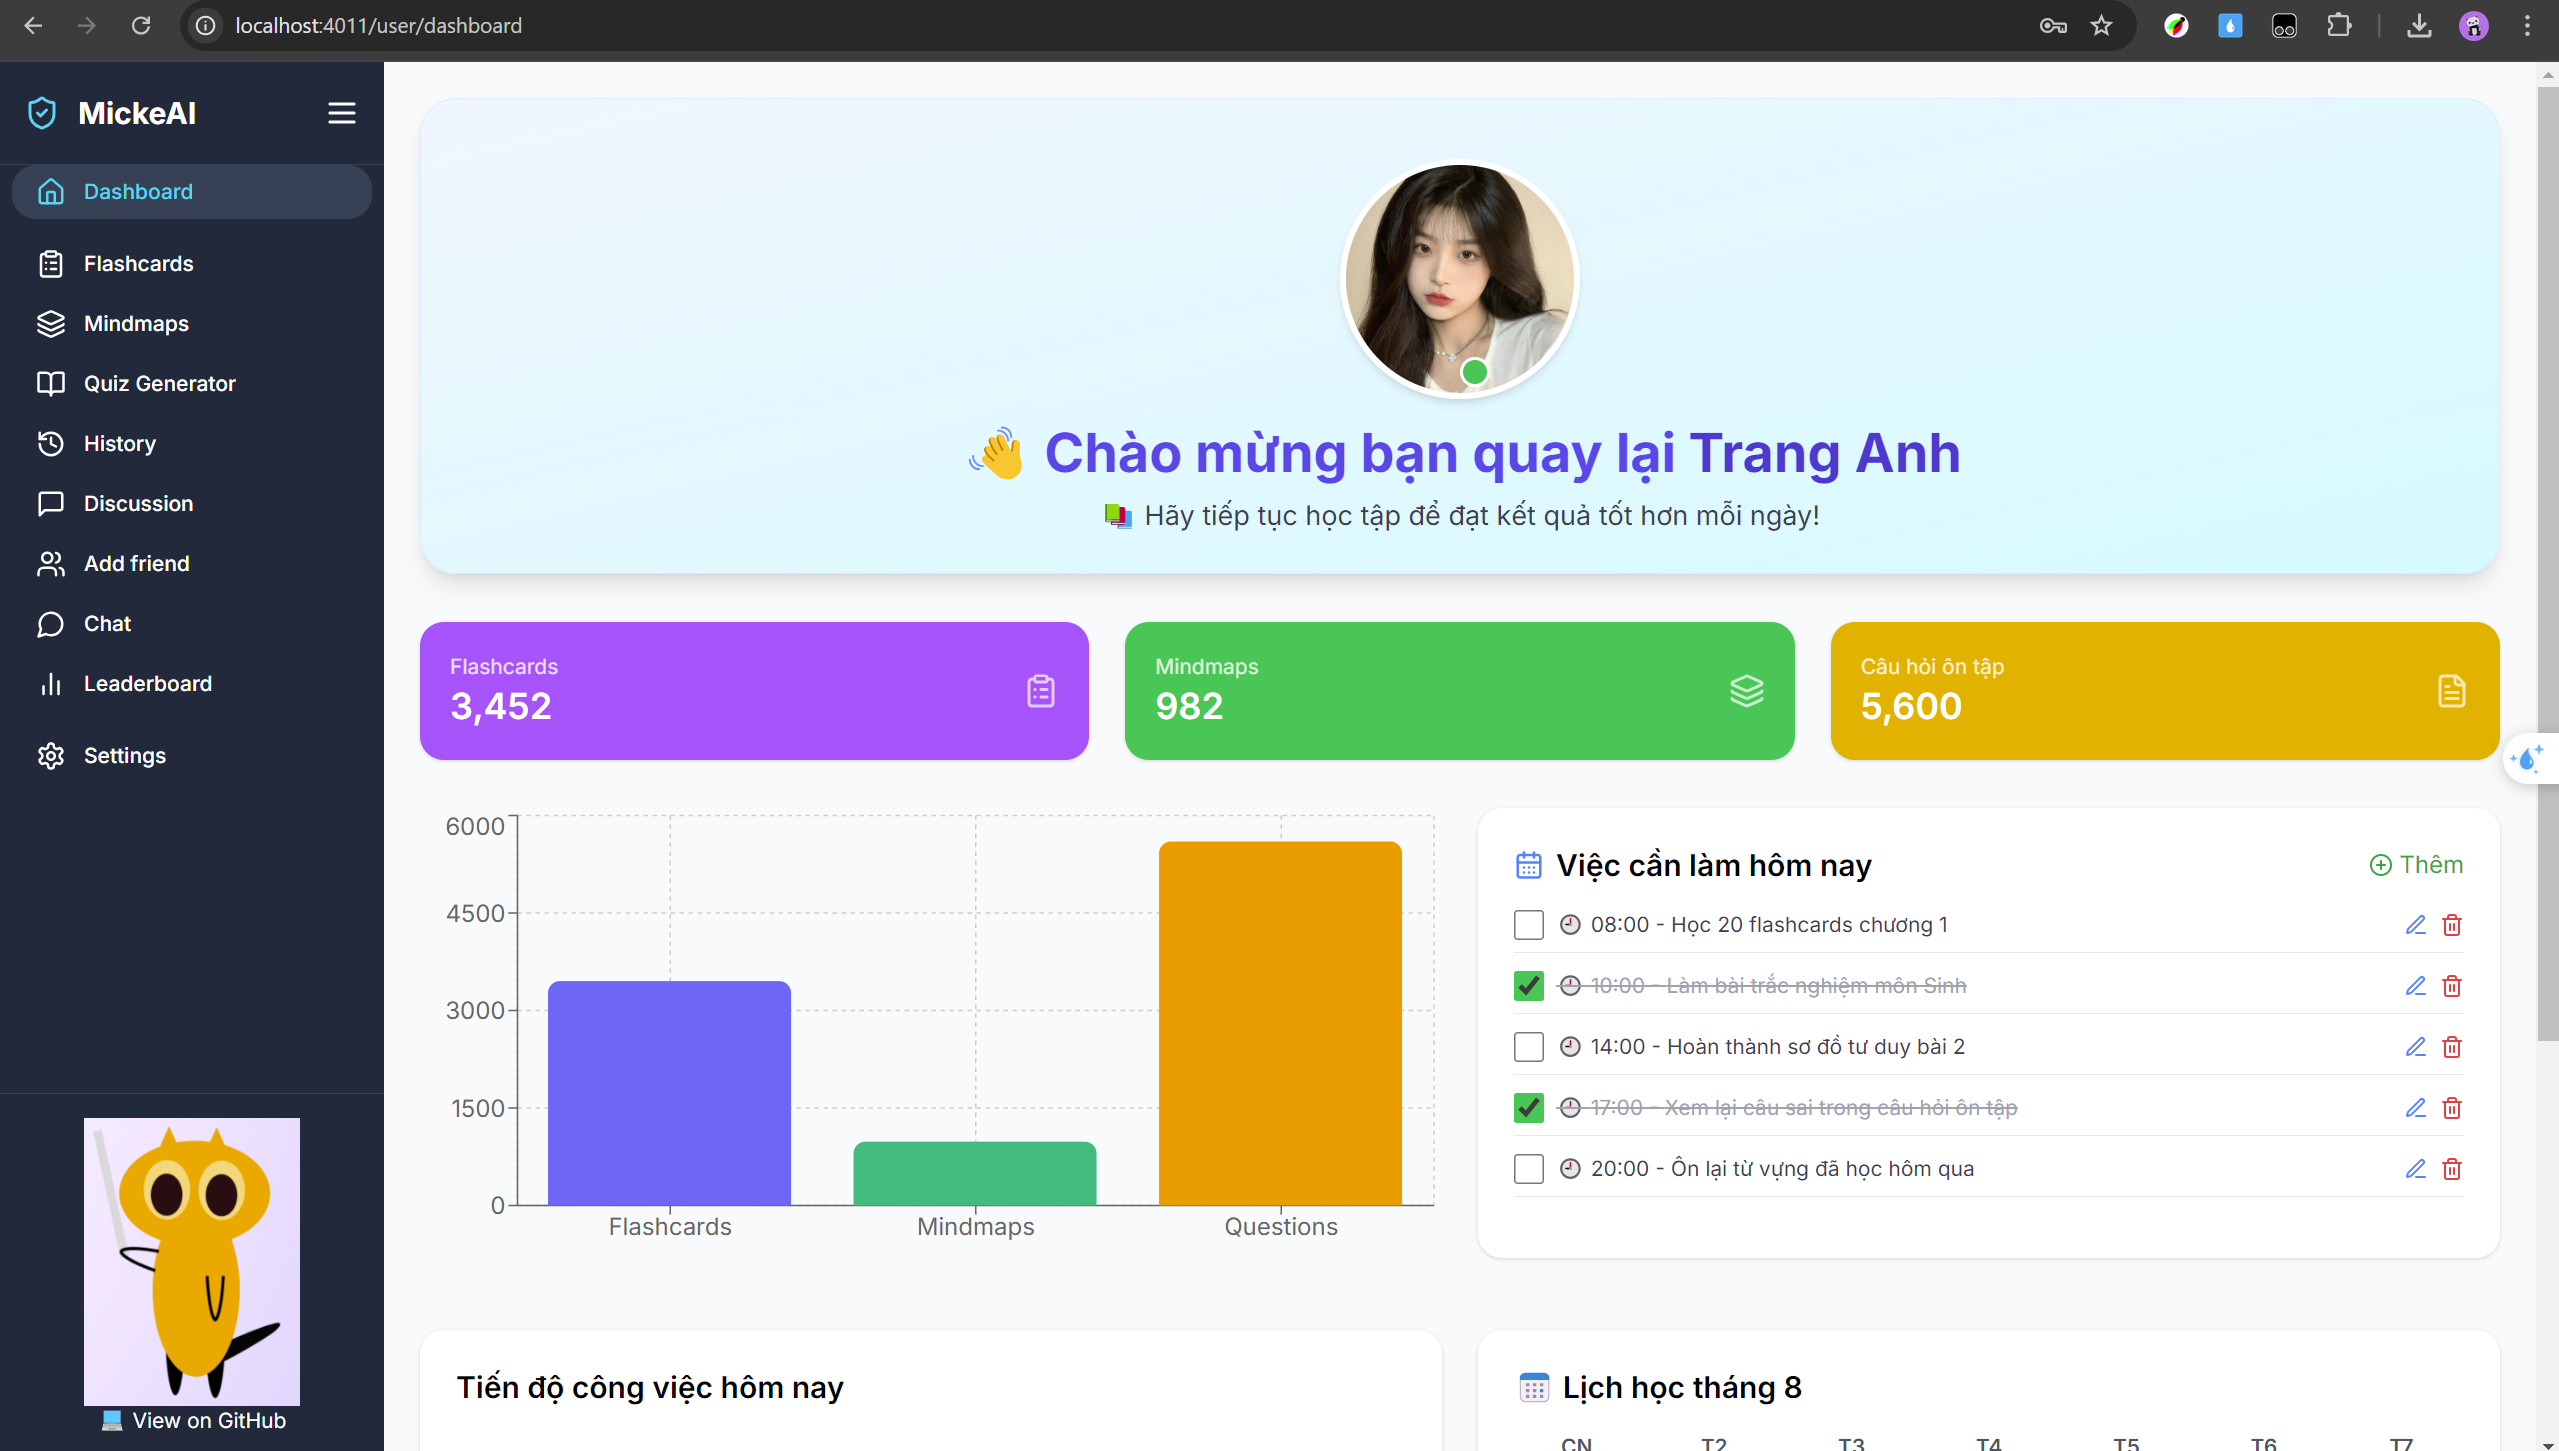 localhost:4011/user/dashboard
MickeAI
Dashboard
Flashcards
Mindmaps
Quiz Generator
History
Discussion
Add friend
Chat
Leaderboard
Settings
View on GitHub
Chào mừng bạn quay lại Trang Anh
Hãy tiếp tục học tập để đạt kết quả tốt hơn mỗi ngày!
Flashcards
3,452
Mindmaps
982
Câu hỏi ôn tập
5,600
6000
4500
3000
1500
0
Flashcards Mindmaps Questions
Việc cần làm hôm nay
Thêm
08:00 - Học 20 flashcards chương 1
10:00 - Làm bài trắc nghiệm môn Sinh
14:00 - Hoàn thành sơ đồ tư duy bài 2
17:00 - Xem lại câu sai trong câu hỏi ôn tập
20:00 - Ôn lại từ vựng đã học hôm qua
Tiến độ công việc hôm nay
Lịch học tháng 8
CN T2 T3 T4 T5 T6 T7